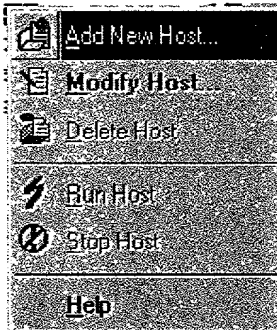 Add New Host...
Modify Host...
Delete Host
Run Host
Stop Host
Help